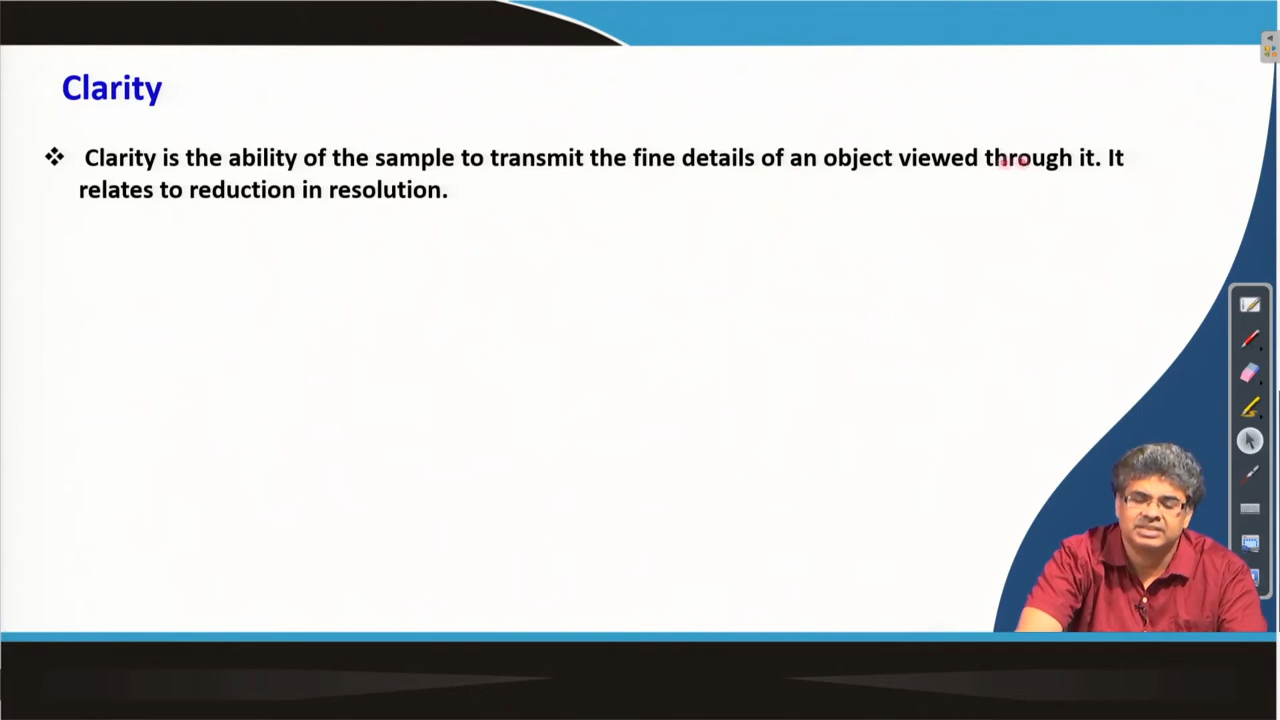 Clarity
❖ Clarity is the ability of the sample to transmit the fine details of an object viewed through it. It
relates to reduction in resolution.